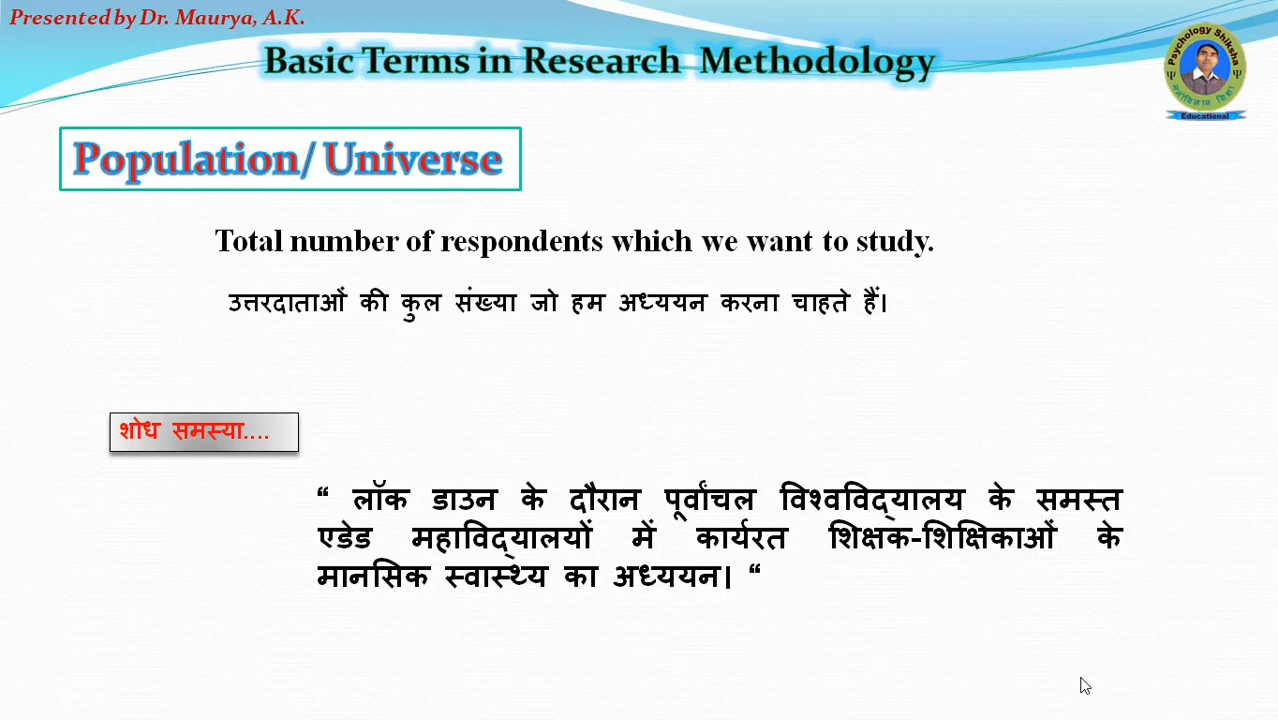 Presented by Dr. Maurya, A.K.
Basic Terms in Research Methodology
Psychology Shiksha
Ψ Ψ
मनोविज्ञान शिक्षा
Educational
Population/ Universe
Total number of respondents which we want to study.
उत्तरदाताओं की कुल संख्या जो हम अध्ययन करना चाहते हैं।
शोध समस्या....
“ लॉक डाउन के दौरान पूर्वांचल विश्वविद्यालय के समस्त
एडेड महाविद्यालयों में कार्यरत शिक्षक-शिक्षिकाओं के
मानसिक स्वास्थ्य का अध्ययन। “